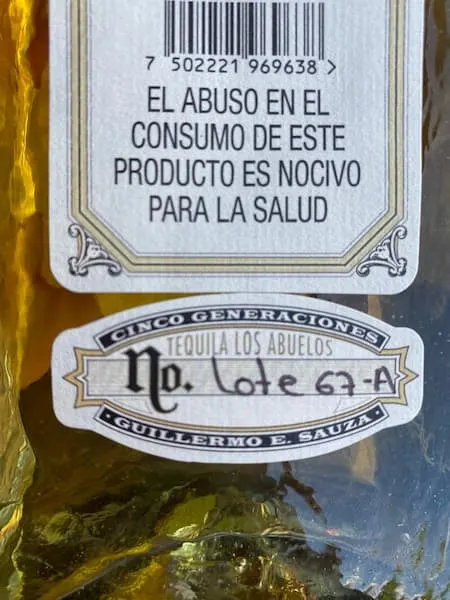 7 502221 969638 >
EL ABUSO EN EL
CONSUMO DE ESTE
PRODUCTO ES NOCIVO
PARA LA SALUD
CINCO GENERACIONES
TEQUILA LOS ABUELOS
No. Lote 67-A
· GUILLERMO E. SAUZA ·